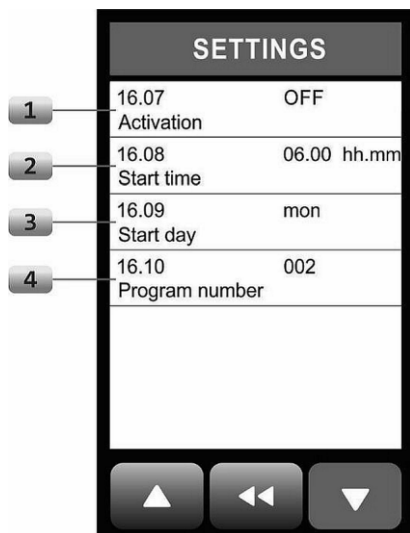 SETTINGS
1
16.07 OFF
Activation
2
16.08 06.00 hh.mm
Start time
3
16.09 mon
Start day
4
16.10 002
Program number